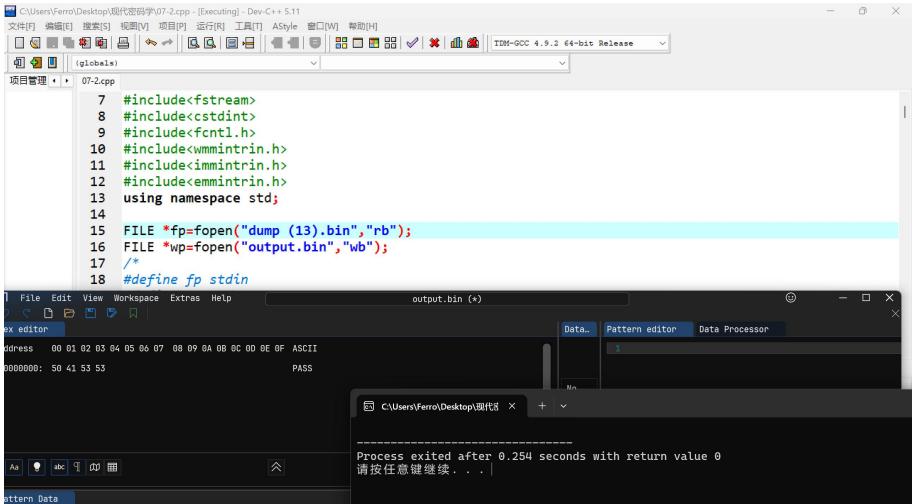 C:\Users\Ferro\Desktop\现代密码学\07-2.cpp - [Executing] - Dev-C++ 5.11
文件[F] 编辑[E] 搜索[S] 视图[V] 项目[P] 运行[R] 工具[T] AStyle 窗口[W] 帮助[H]
TDM-GCC 4.9.2 64-bit Release
(globals)
项目管理 07-2.cpp
7 #include<fstream>
8 #include<cstdint>
9 #include<fcntl.h>
10 #include<wmmintrin.h>
11 #include<immintrin.h>
12 #include<emmintrin.h>
13 using namespace std;
14
15 FILE *fp=fopen("dump (13).bin","rb");
16 FILE *wp=fopen("output.bin","wb");
17 /*
18 #define fp stdin
File Edit View Workspace Extras Help output.bin (*)
ex editor Data… Pattern editor Data Processor
ddress 00 01 02 03 04 05 06 07 08 09 0A 0B 0C 0D 0E 0F ASCII
1
0000000: 50 41 53 53 PASS
No
C:\Users\Ferro\Desktop\现代密
--------------------------------
Process exited after 0.254 seconds with return value 0
请按任意键继续. . .
Aa abc
attern Data